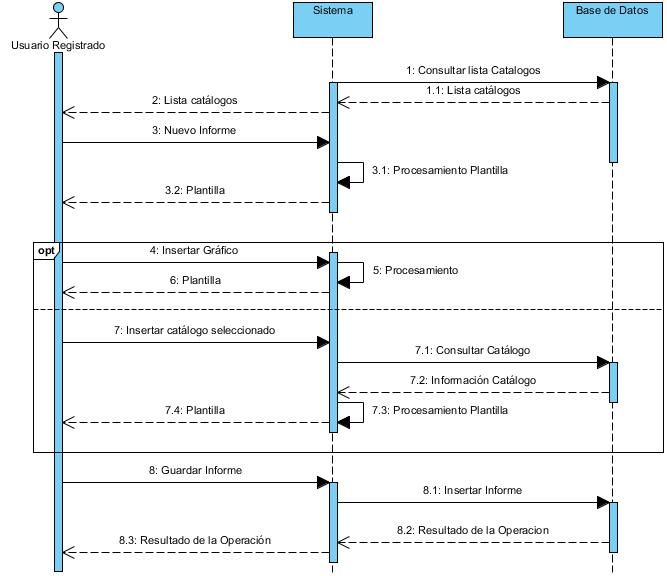 Sistema
Base de Datos
Usuario Registrado
1: Consultar lista Catalogos
1.1: Lista catálogos
2: Lista catálogos
3: Nuevo Informe
3.1: Procesamiento Plantilla
3.2: Plantilla
opt
4: Insertar Gráfico
5: Procesamiento
6: Plantilla
7: Insertar catálogo seleccionado
7.1: Consultar Catálogo
7.2: Información Catálogo
7.3: Procesamiento Plantilla
7.4: Plantilla
8: Guardar Informe
8.1: Insertar Informe
8.2: Resultado de la Operacion
8.3: Resultado de la Operación